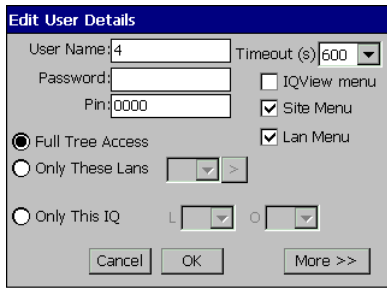 Edit User Details
User Name: 4 Timeout (s) 600
Password: IQView menu
Pin: 0000 Site Menu
Full Tree Access Lan Menu
Only These Lans >
Only This IQ L O
Cancel OK More >>